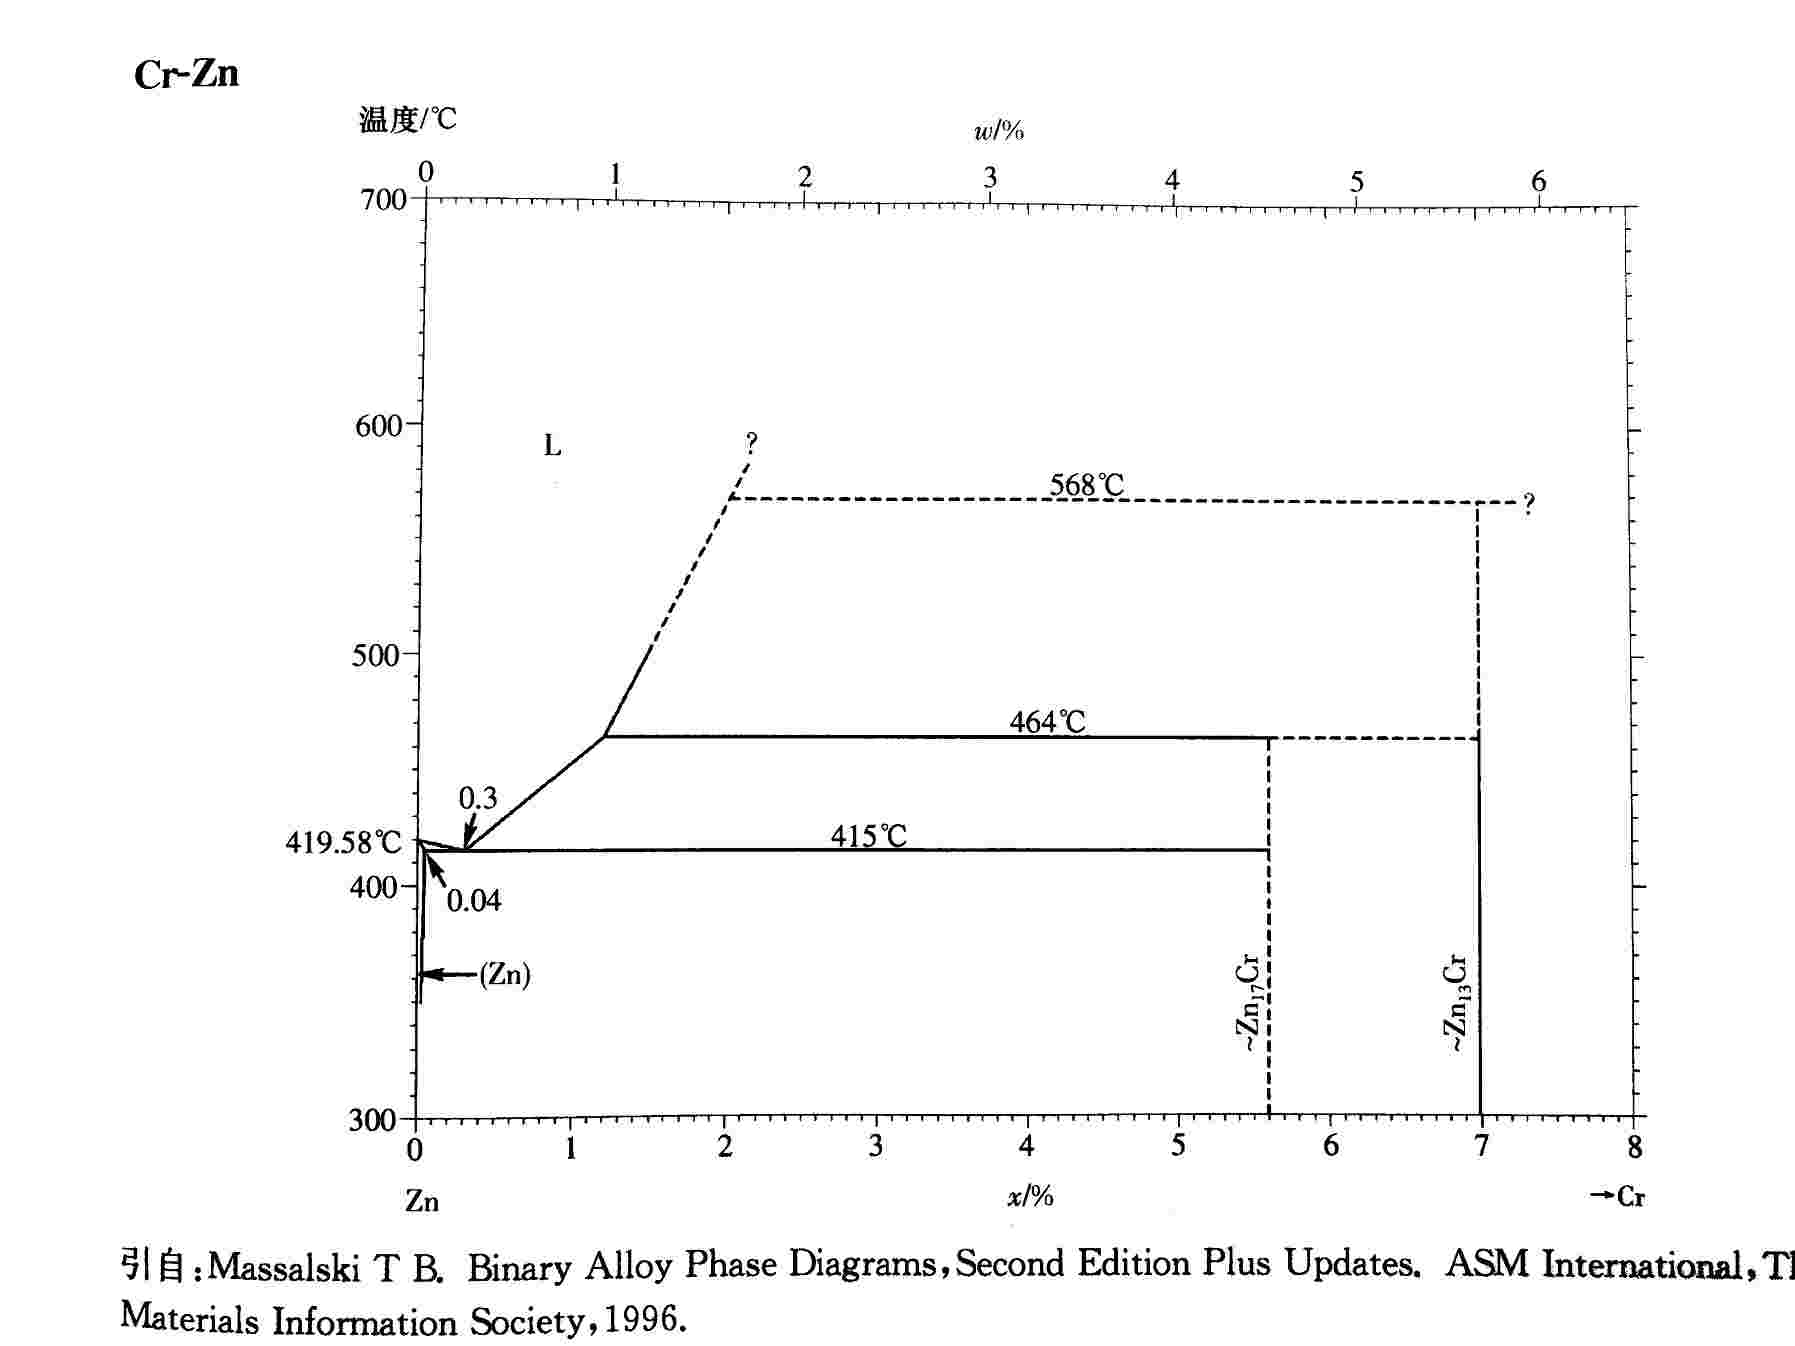 Cr-Zn
温度/℃
w/%
0 1 2 3 4 5 6
700
600
L
?
568℃
?
500
464℃
0.3
419.58℃
415℃
400
0.04
(Zn)
~Zn₁₇Cr
~Zn₁₃Cr
300
0 1 2 3 4 5 6 7 8
Zn
x/%
→Cr
引自:Massalski T B. Binary Alloy Phase Diagrams, Second Edition Plus Updates. ASM International,
Materials Information Society, 1996.